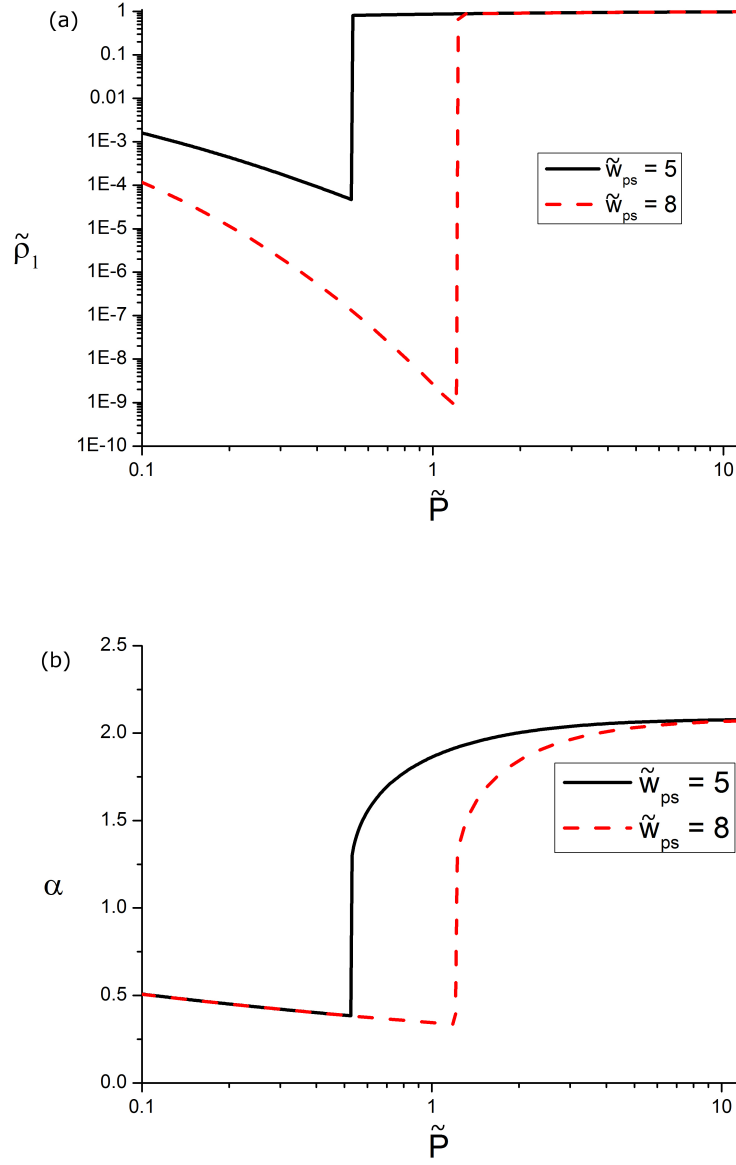 (a)
1
0.1
0.01
1E-3
1E-4
1E-5
1E-6
1E-7
1E-8
1E-9
1E-10
ρ̃₁
w̃ps = 5
w̃ps = 8
0.1 1 10
P̃
(b)
2.5
2.0
1.5
1.0
0.5
0.0
α
w̃ps = 5
w̃ps = 8
0.1 1 10
P̃